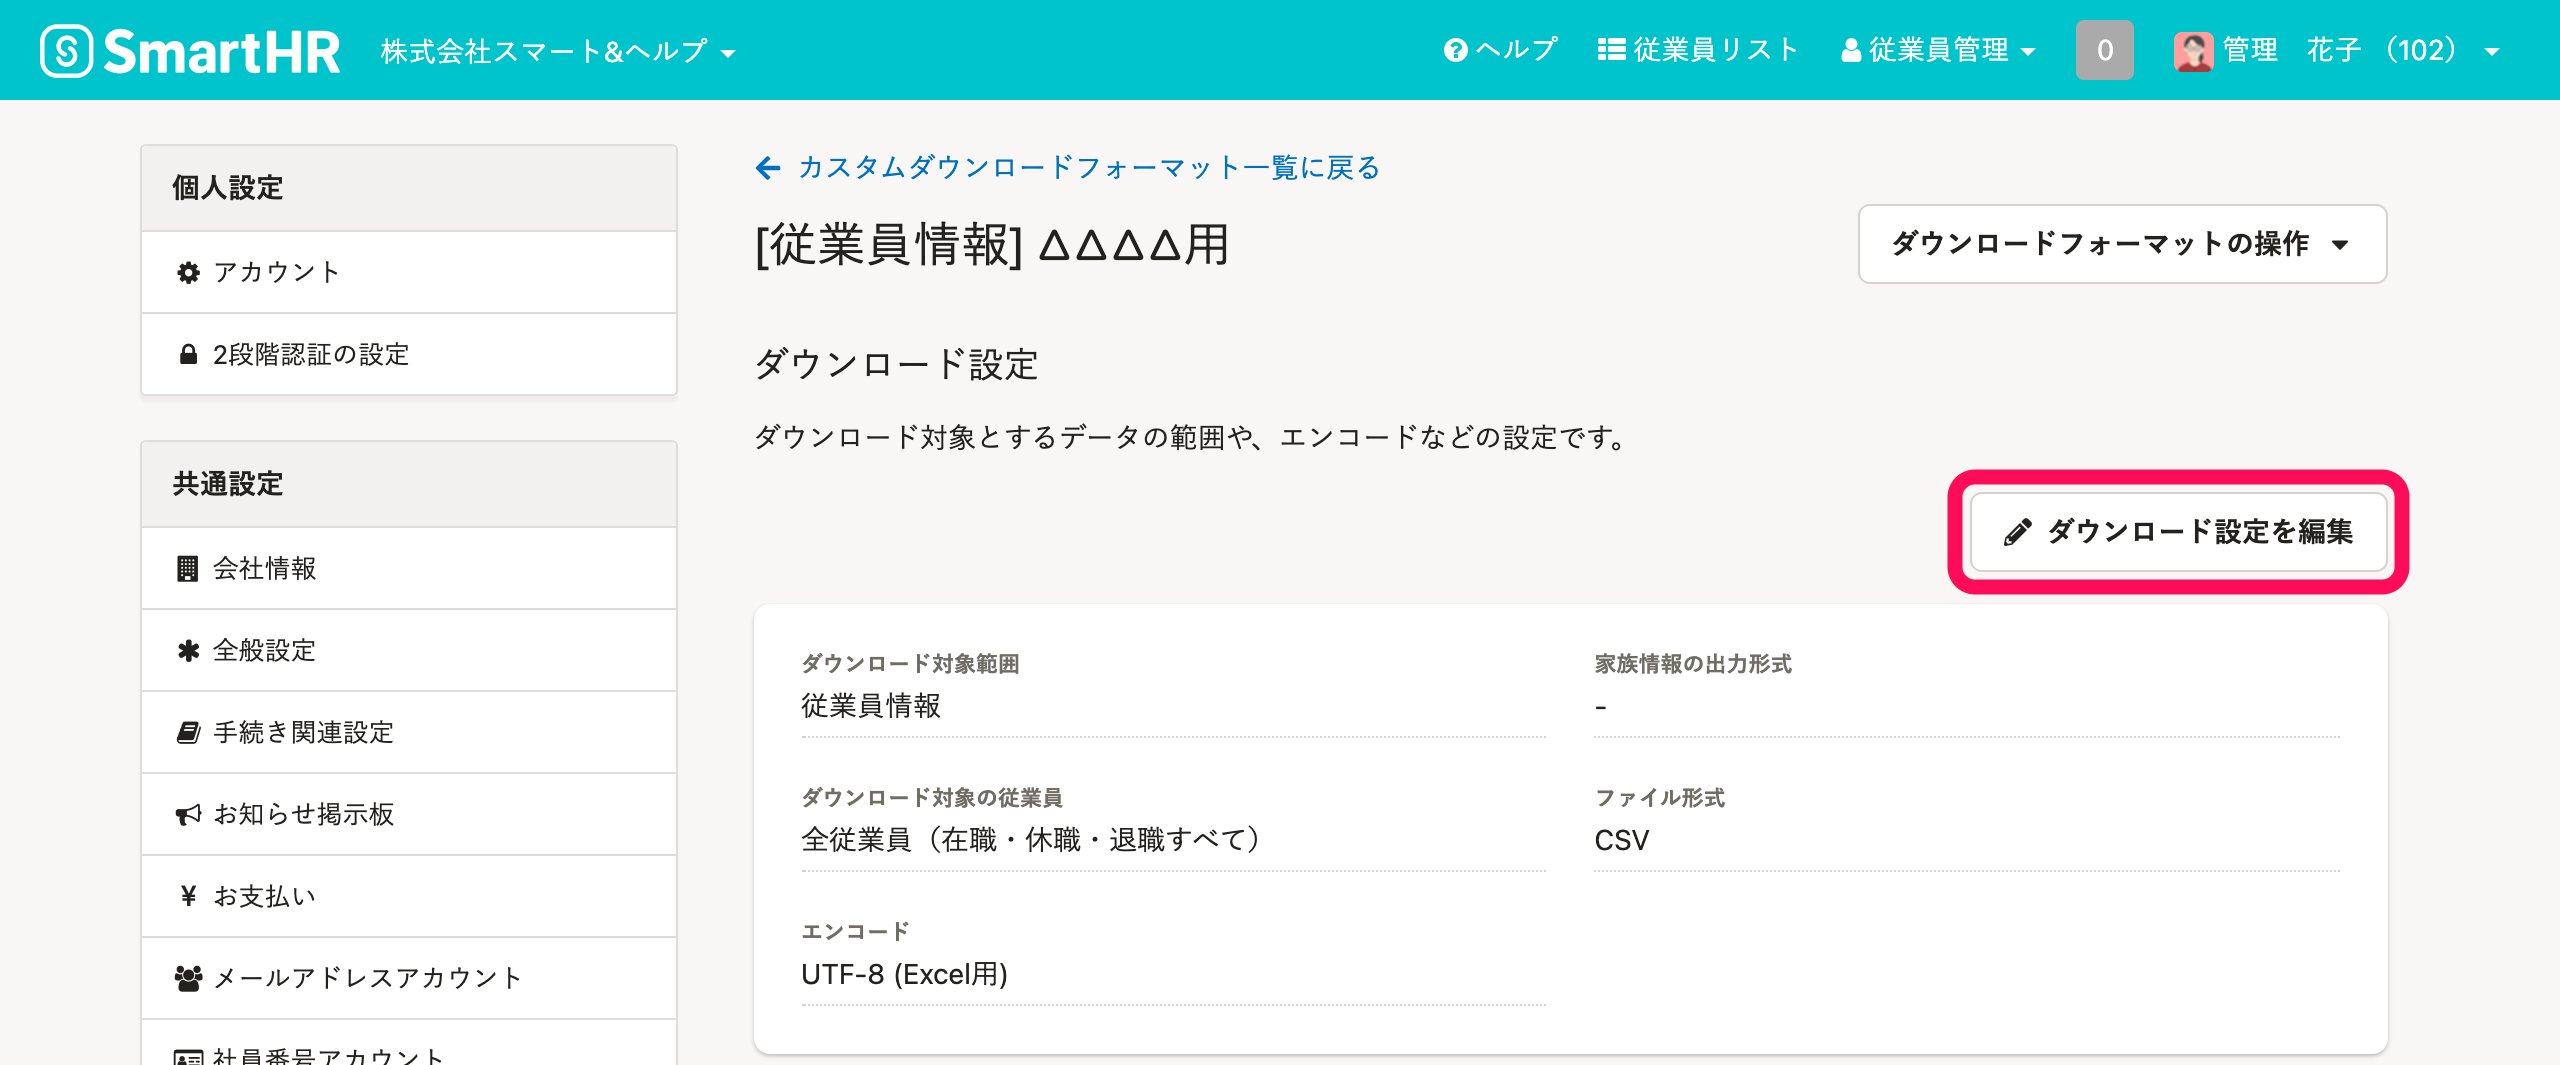 SmartHR 株式会社スマート&ヘルプ ヘルプ 従業員リスト 従業員管理 0 管理 花子 （102）
個人設定
アカウント
2段階認証の設定
共通設定
会社情報
全般設定
手続き関連設定
お知らせ掲示板
¥ お支払い
メールアドレスアカウント
社員番号アカウント
カスタムダウンロードフォーマット一覧に戻る
[従業員情報] △△△△用
ダウンロードフォーマットの操作
ダウンロード設定
ダウンロード対象とするデータの範囲や、エンコードなどの設定です。
ダウンロード設定を編集
ダウンロード対象範囲
従業員情報
家族情報の出力形式
-
ダウンロード対象の従業員
全従業員（在職・休職・退職すべて）
ファイル形式
CSV
エンコード
UTF-8 (Excel用)